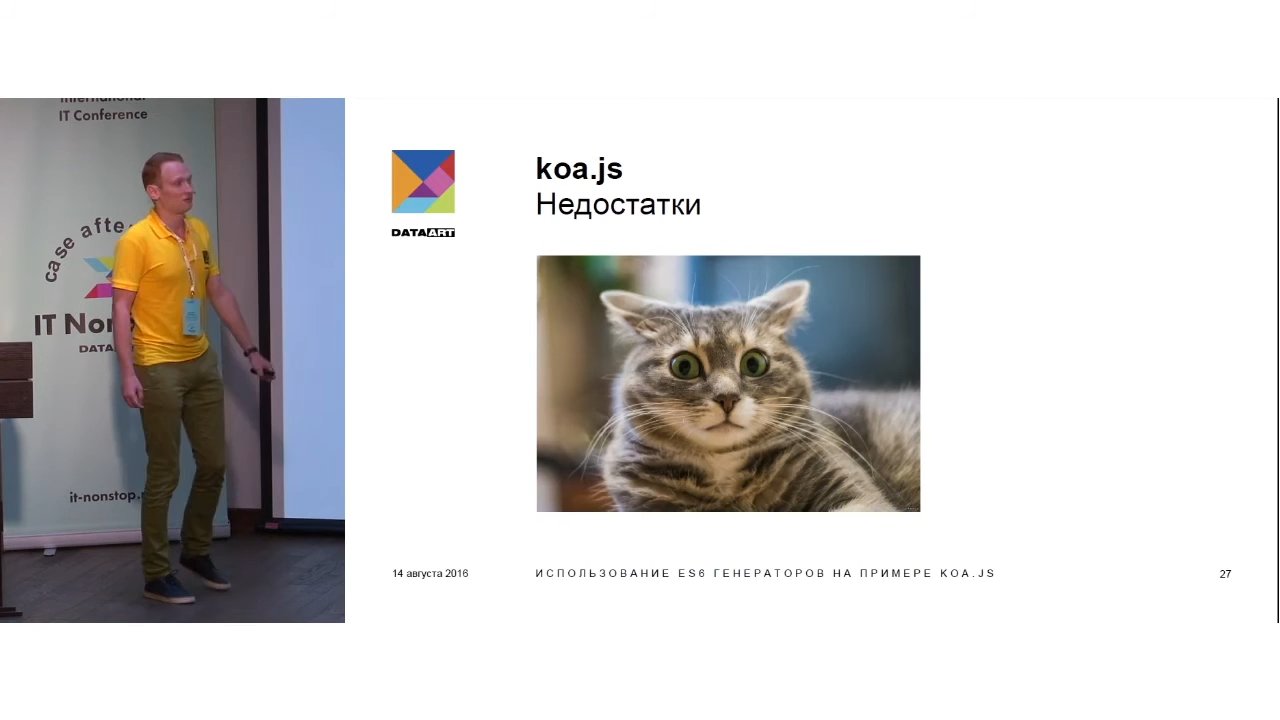 International
IT Conference
case after
IT Non
DATA
it-nonstop.
DATAART
koa.js
Недостатки
14 августа 2016
ИСПОЛЬЗОВАНИЕ ES6 ГЕНЕРАТОРОВ НА ПРИМЕРЕ KOA.JS
27